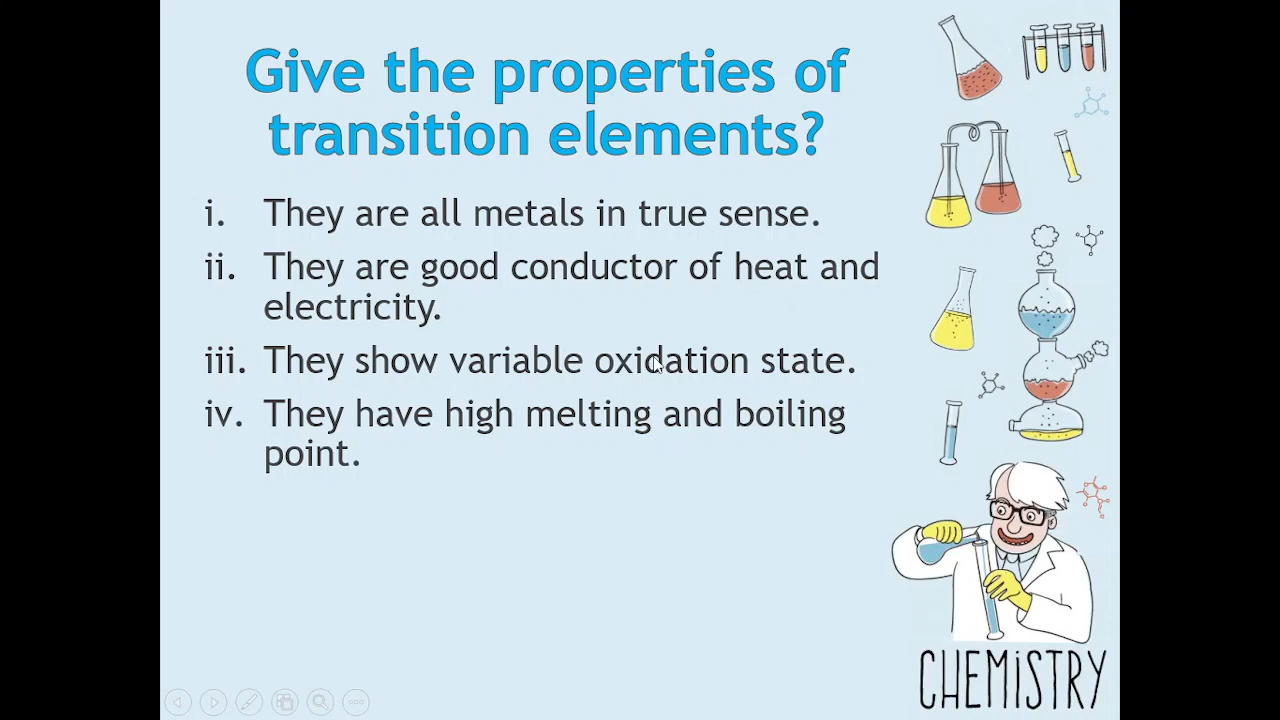 Give the properties of
transition elements?
i. They are all metals in true sense.
ii. They are good conductor of heat and
electricity.
iii. They show variable oxidation state.
iv. They have high melting and boiling
point.
CHEMiSTRY